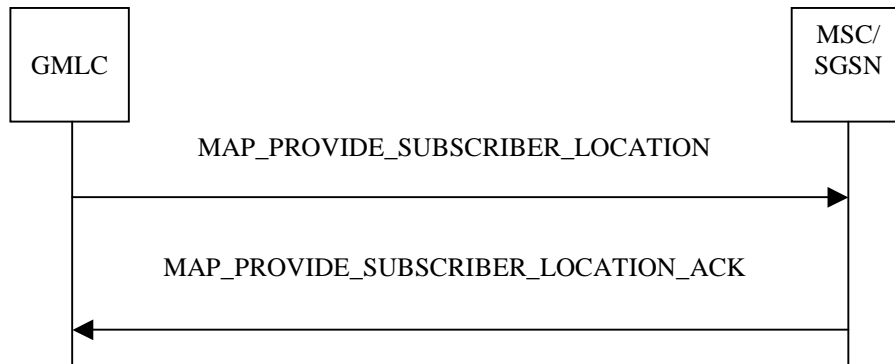 GMLC
MSC/
SGSN
MAP_PROVIDE_SUBSCRIBER_LOCATION
MAP_PROVIDE_SUBSCRIBER_LOCATION_ACK